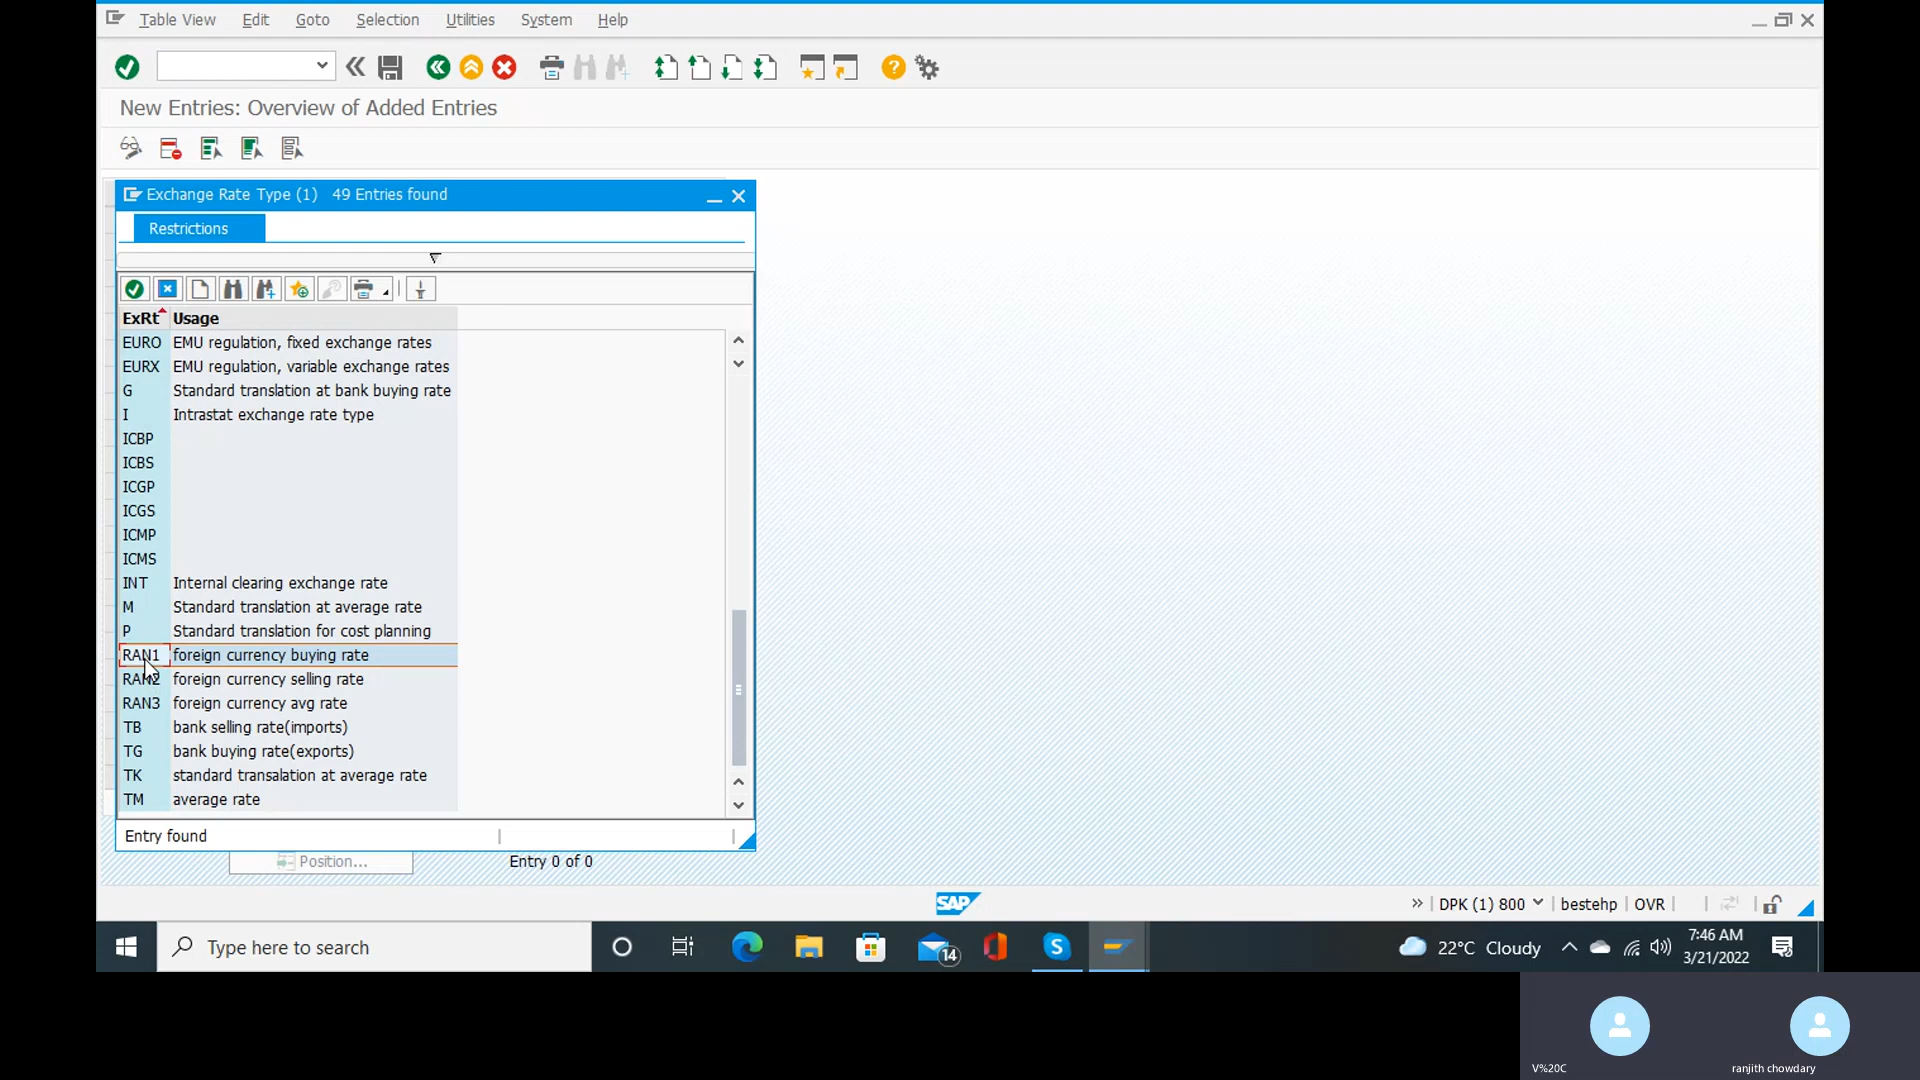 Table View Edit Goto Selection Utilities System Help
New Entries: Overview of Added Entries
Exchange Rate Type (1) 49 Entries found
Restrictions
ExRt Usage
EURO EMU regulation, fixed exchange rates
EURX EMU regulation, variable exchange rates
G Standard translation at bank buying rate
I Intrastat exchange rate type
ICBP
ICBS
ICGP
ICGS
ICMP
ICMS
INT Internal clearing exchange rate
M Standard translation at average rate
P Standard translation for cost planning
RAN1 foreign currency buying rate
RAN2 foreign currency selling rate
RAN3 foreign currency avg rate
TB bank selling rate(imports)
TG bank buying rate(exports)
TK standard transalation at average rate
TM average rate
Entry found
Position... Entry 0 of 0
SAP
DPK (1) 800 bestehp OVR
Type here to search
14
22°C Cloudy
7:46 AM
3/21/2022
V%20C
ranjith chowdary